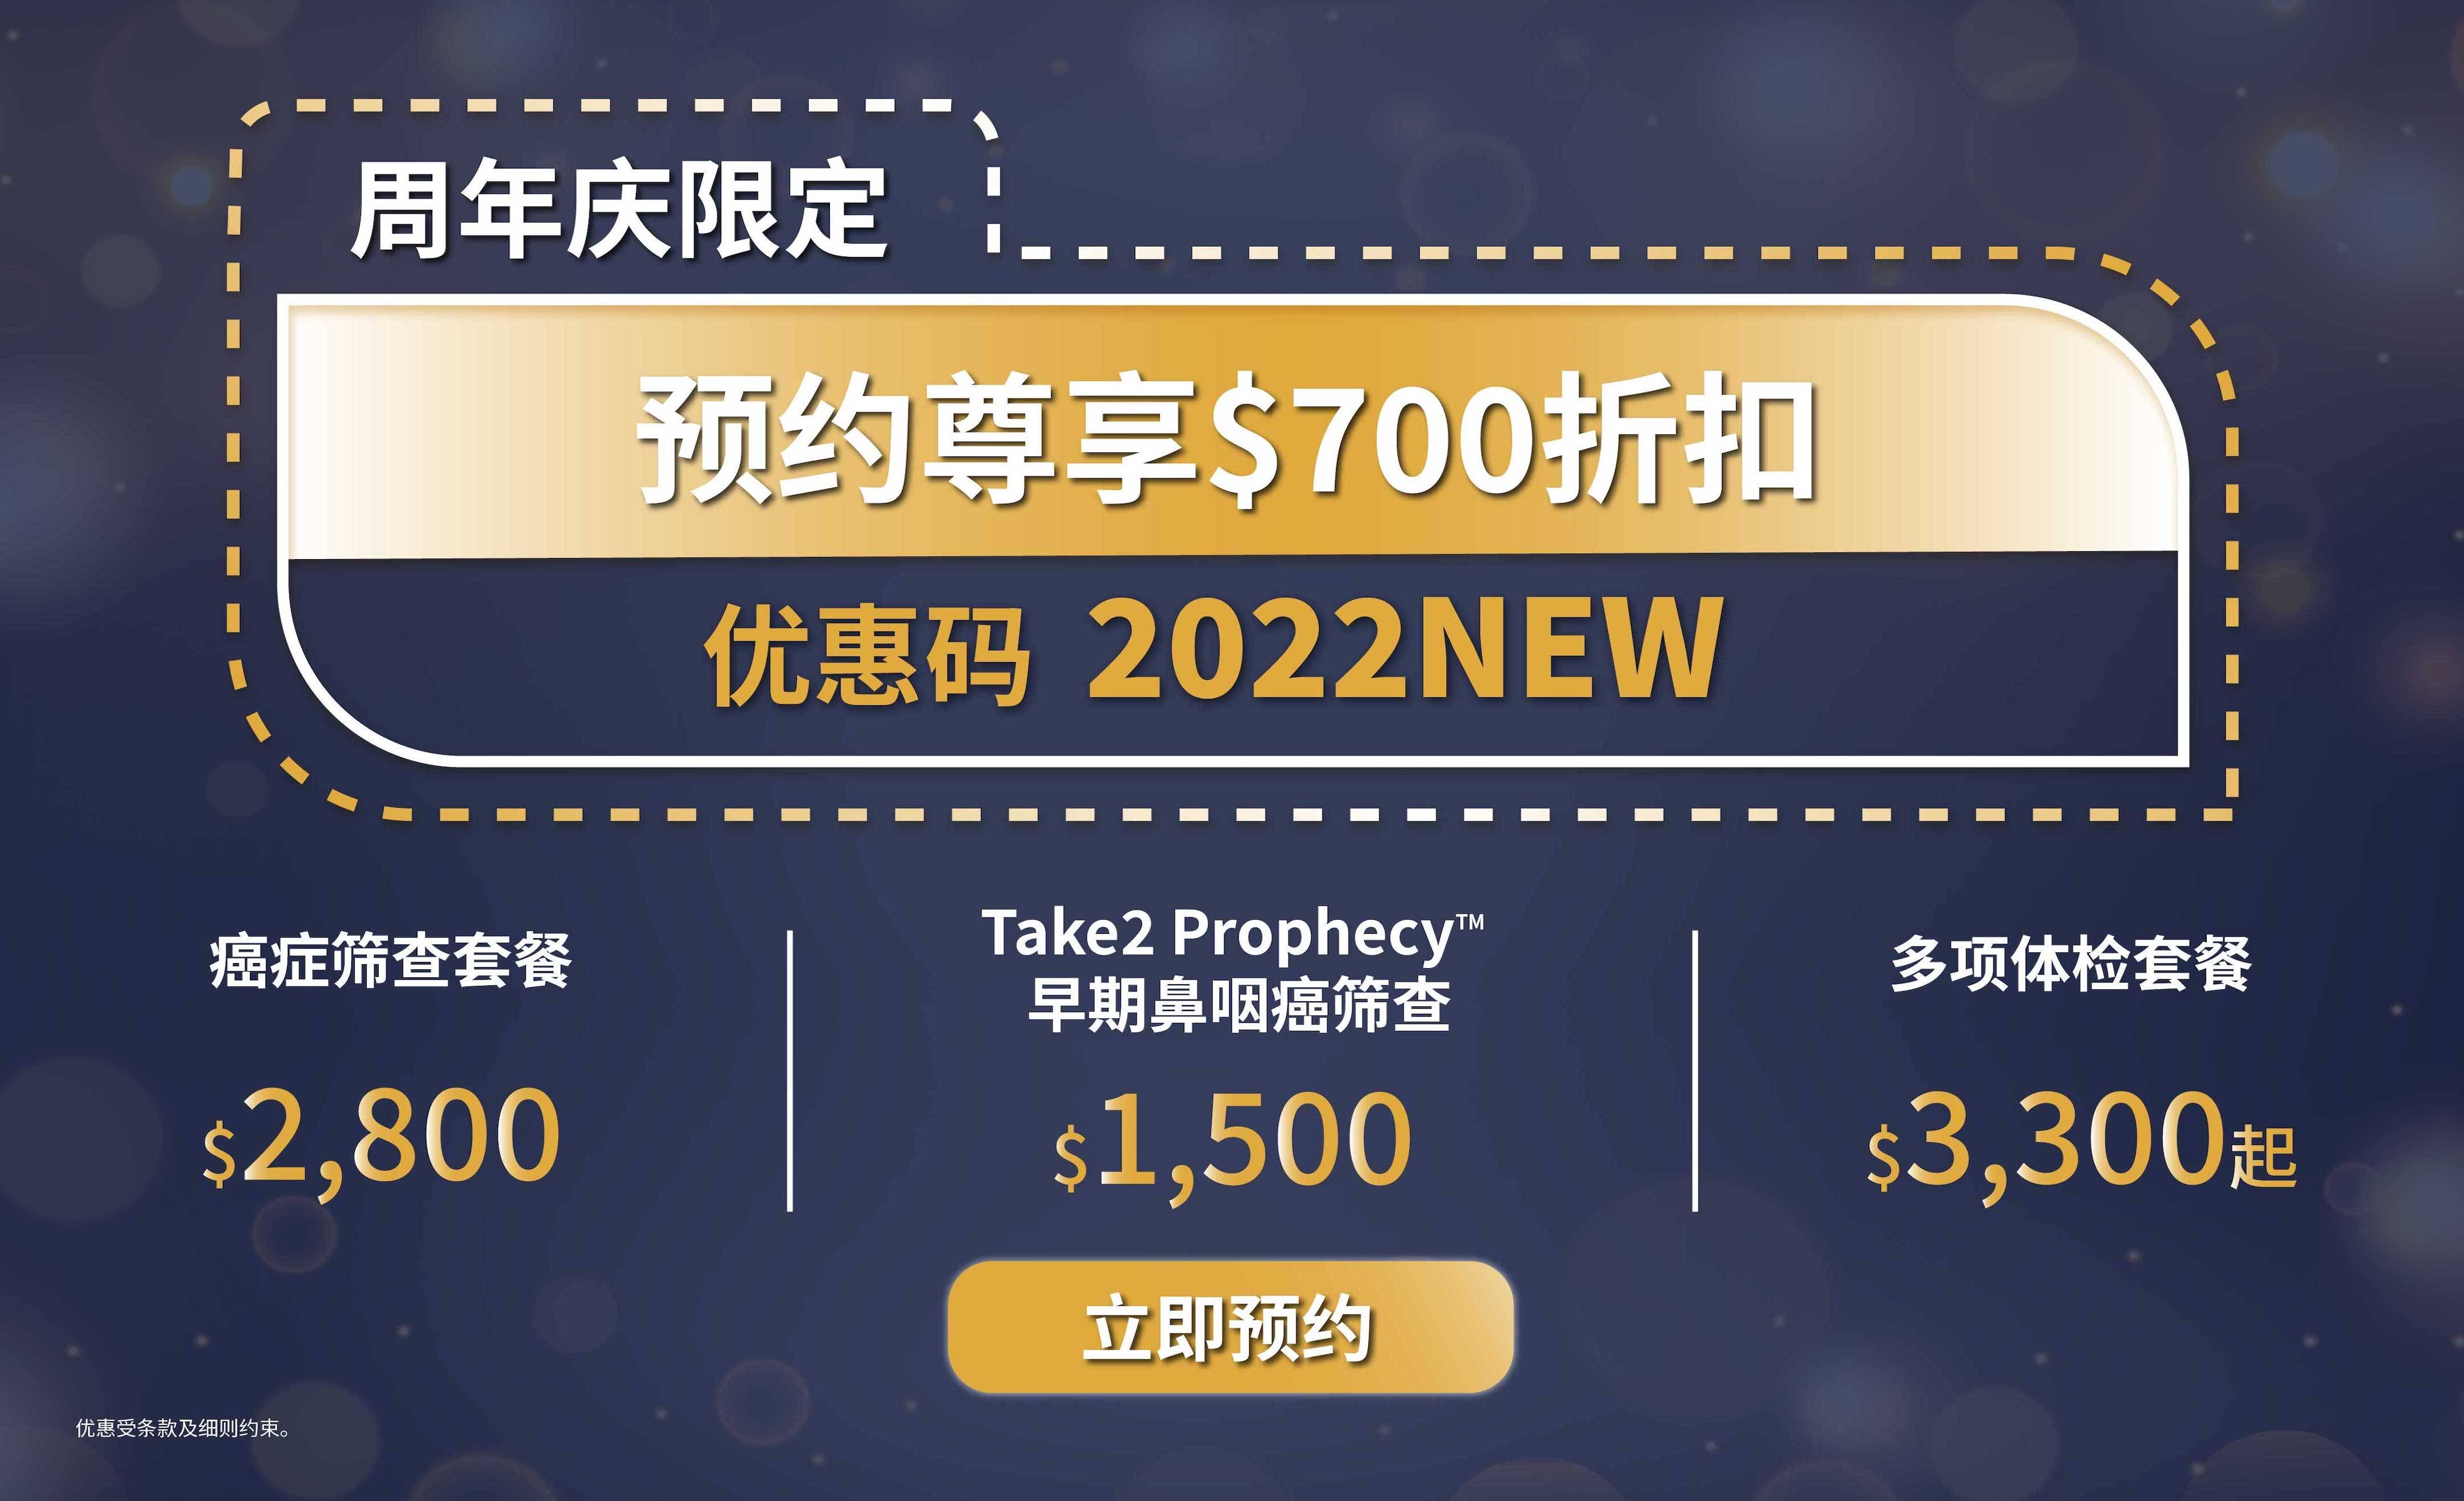 周年庆限定
预约尊享$700折扣
优惠码 2022NEW
癌症筛查套餐
$2,800
Take2 Prophecy™
早期鼻咽癌筛查
$1,500
多项体检套餐
$3,300起
立即预约
优惠受条款及细则约束。